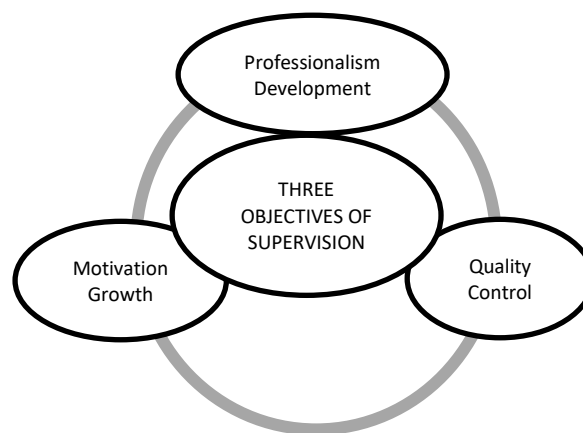 Professionalism
Development
THREE
OBJECTIVES OF
SUPERVISION
Motivation
Growth
Quality
Control